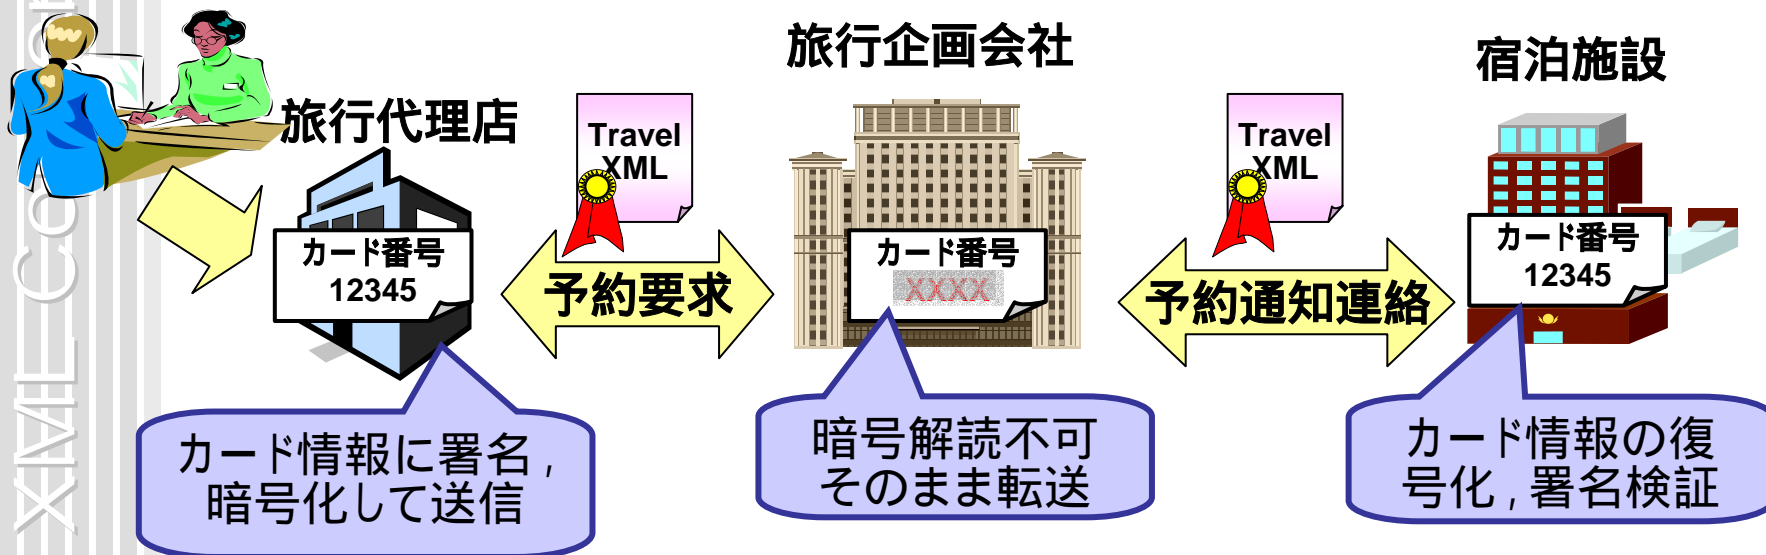 旅行企画会社
宿泊施設
旅行代理店
Travel
XML
Travel
XML
カード番号
12345
予約要求
カード番号
XXXX
予約通知連絡
カード番号
12345
カード情報に署名,
暗号化して送信
暗号解読不可
そのまま転送
カード情報の復
号化,署名検証
XML Co